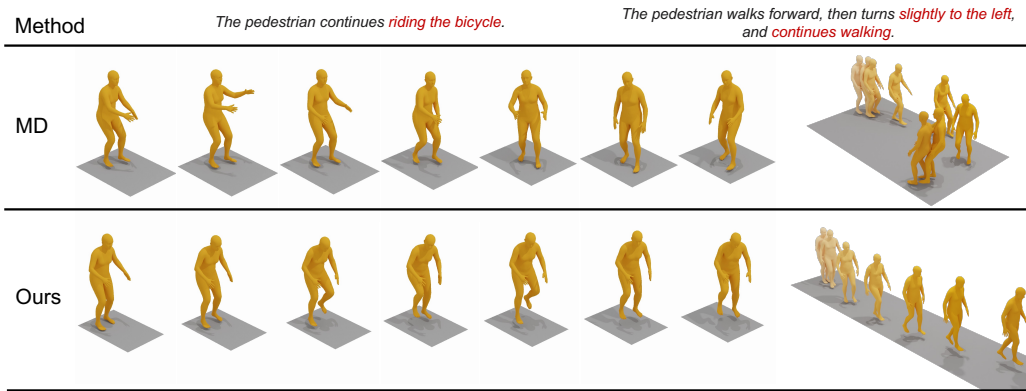 Method
The pedestrian continues riding the bicycle.
The pedestrian walks forward, then turns slightly to the left,
and continues walking.
MD
Ours